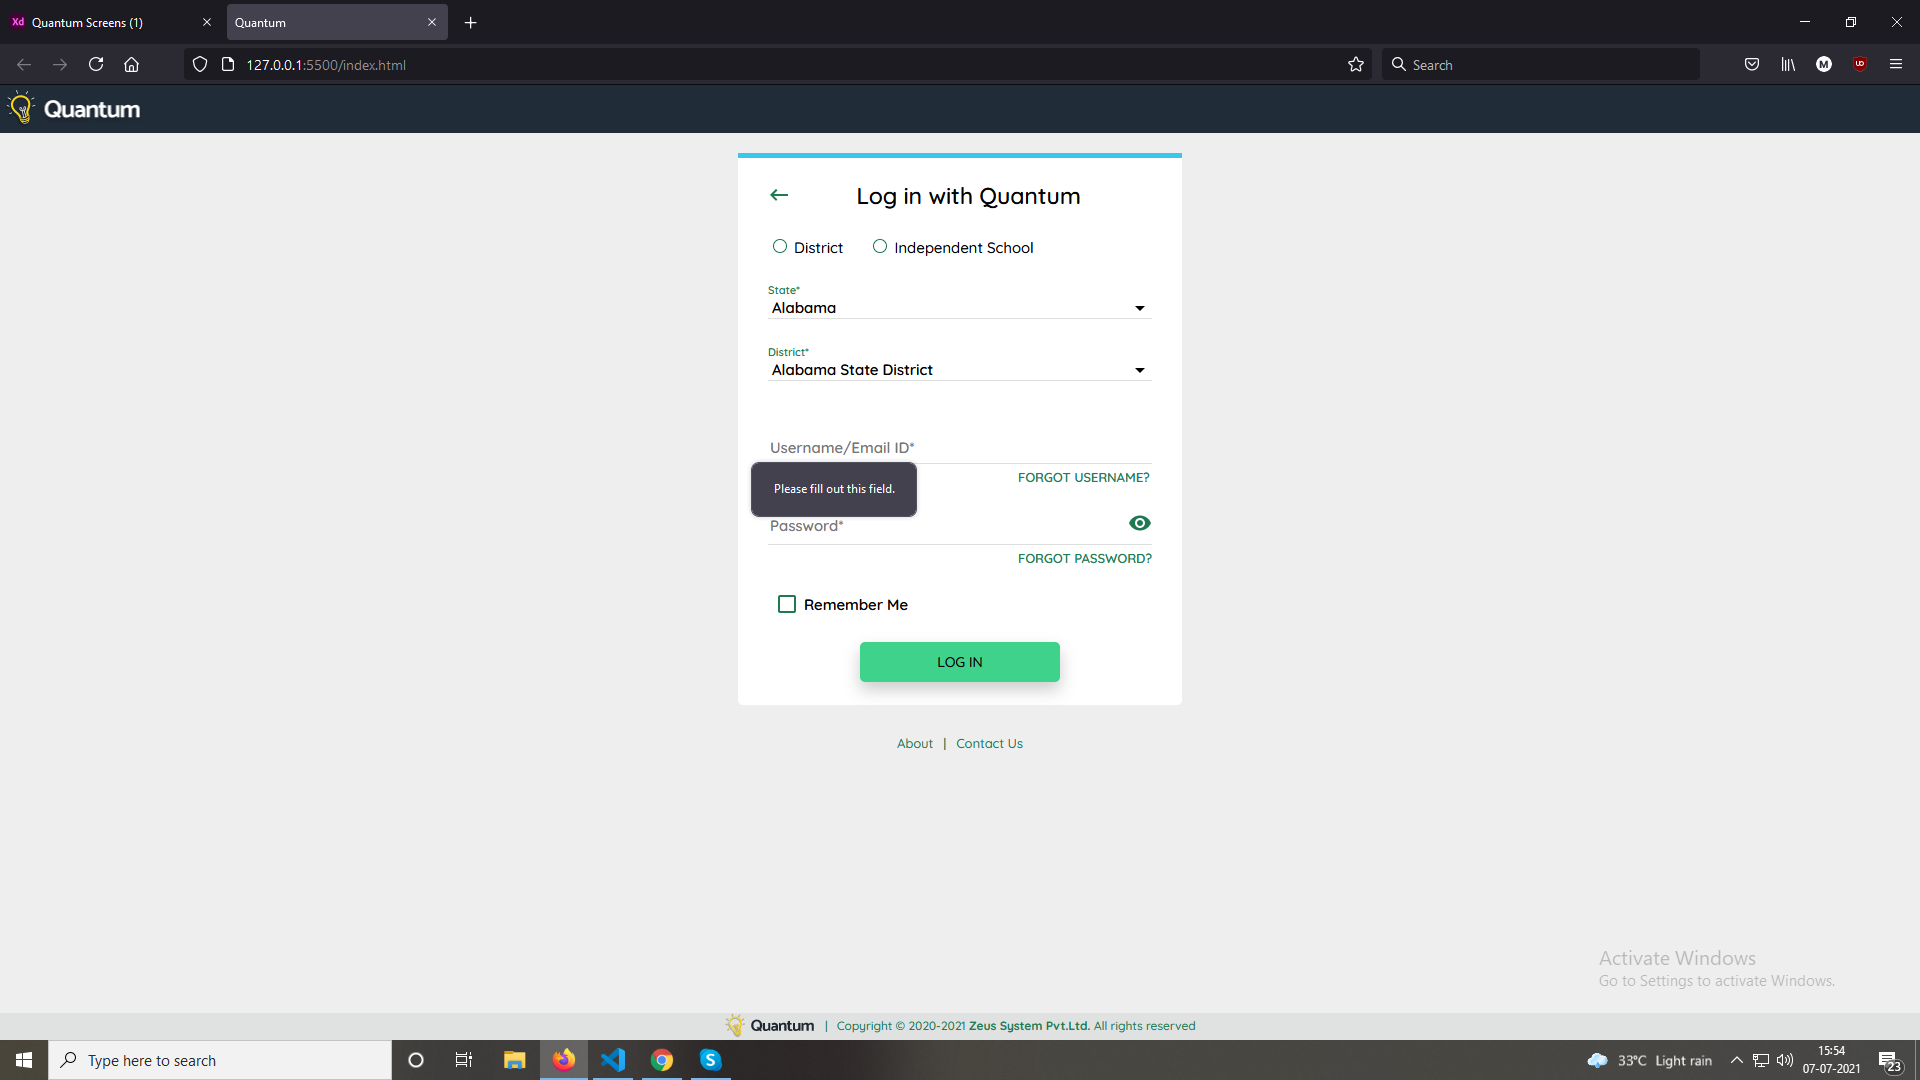 Xd Quantum Screens (1)
Quantum
127.0.0.1:5500/index.html
Search
M
UD
Quantum
Log in with Quantum
District
Independent School
State*
Alabama
District*
Alabama State District
Username/Email ID*
FORGOT USERNAME?
Please fill out this field.
Password*
FORGOT PASSWORD?
Remember Me
LOG IN
About | Contact Us
Activate Windows
Go to Settings to activate Windows.
Quantum | Copyright © 2020-2021 Zeus System Pvt.Ltd. All rights reserved
Type here to search
S
33°C Light rain
15:54
07-07-2021
23